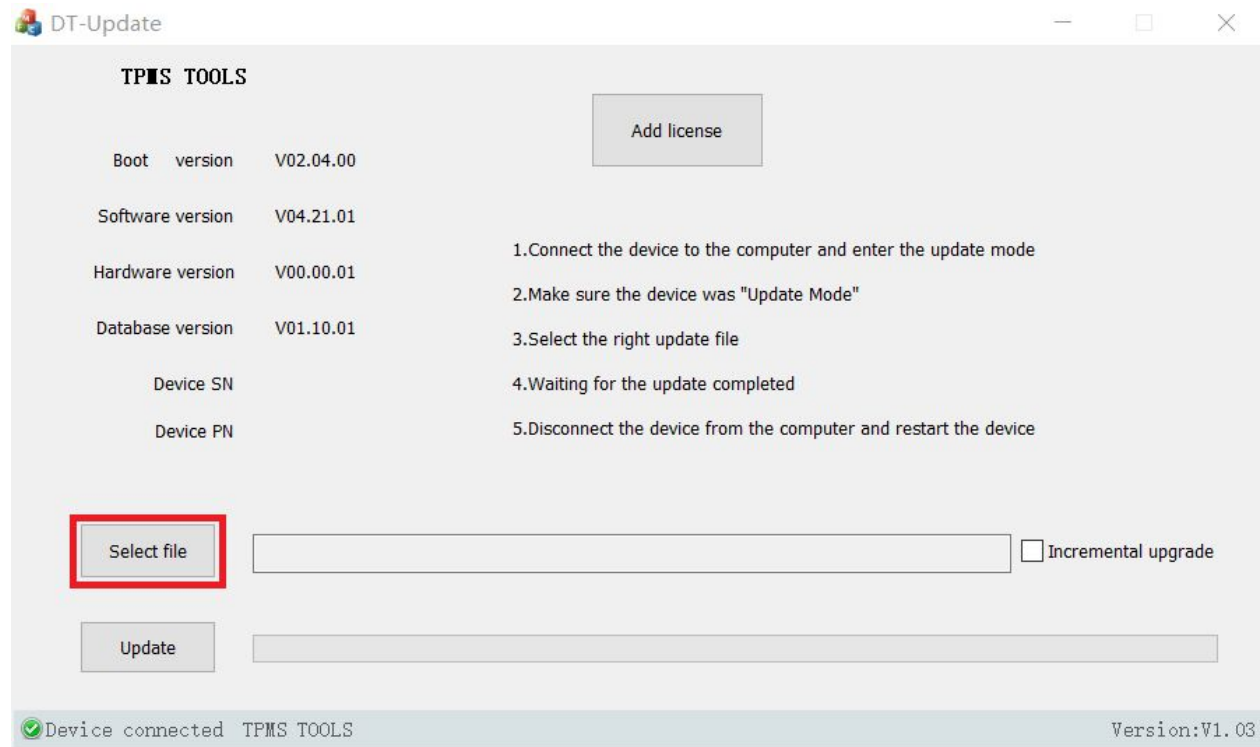 DT-Update
TPMS TOOLS
Add license
Boot version V02.04.00
Software version V04.21.01
Hardware version V00.00.01
Database version V01.10.01
Device SN
Device PN
1.Connect the device to the computer and enter the update mode
2.Make sure the device was "Update Mode"
3.Select the right update file
4.Waiting for the update completed
5.Disconnect the device from the computer and restart the device
Select file
Incremental upgrade
Update
Device connected TPMS TOOLS
Version:V1.03